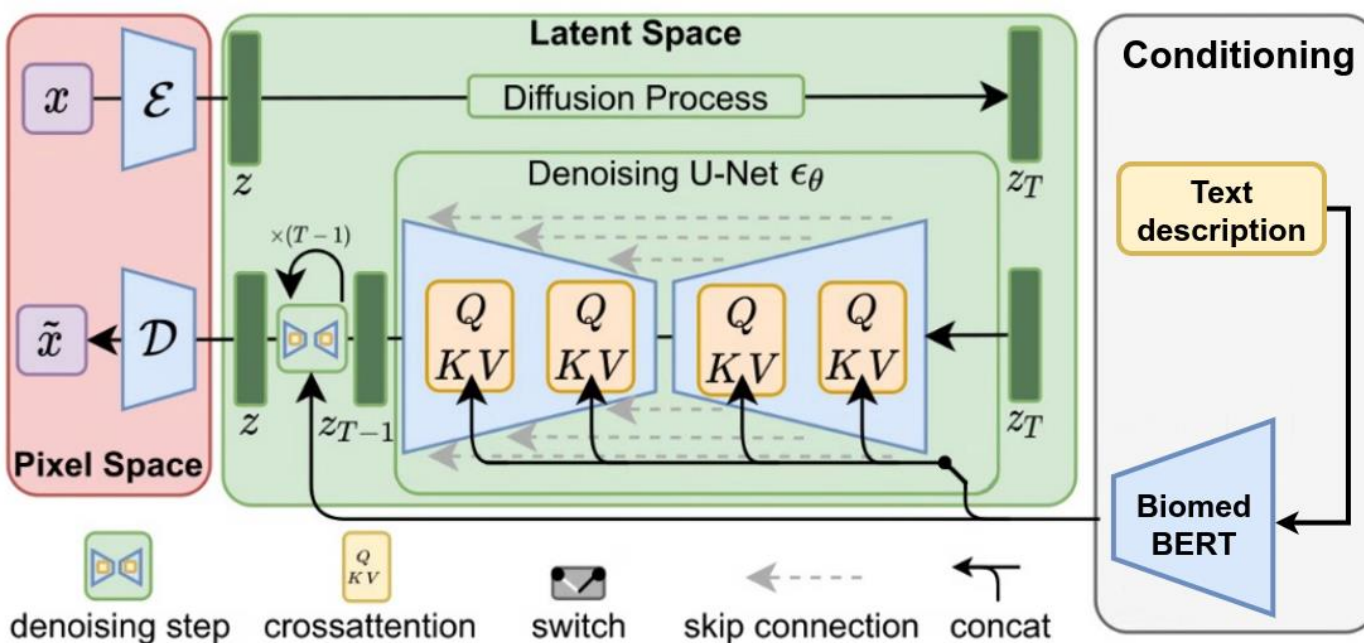 Latent Space
Conditioning
x
ℰ
Diffusion Process
z
z_T
Denoising U-Net ϵ_θ
Text
description
×(T − 1)
Q
K V
Q
K V
Q
K V
Q
K V
x̃
𝒟
z
z_{T−1}
z_T
Pixel Space
Biomed
BERT
Q
K V
denoising step
crossattention
switch
skip connection
concat